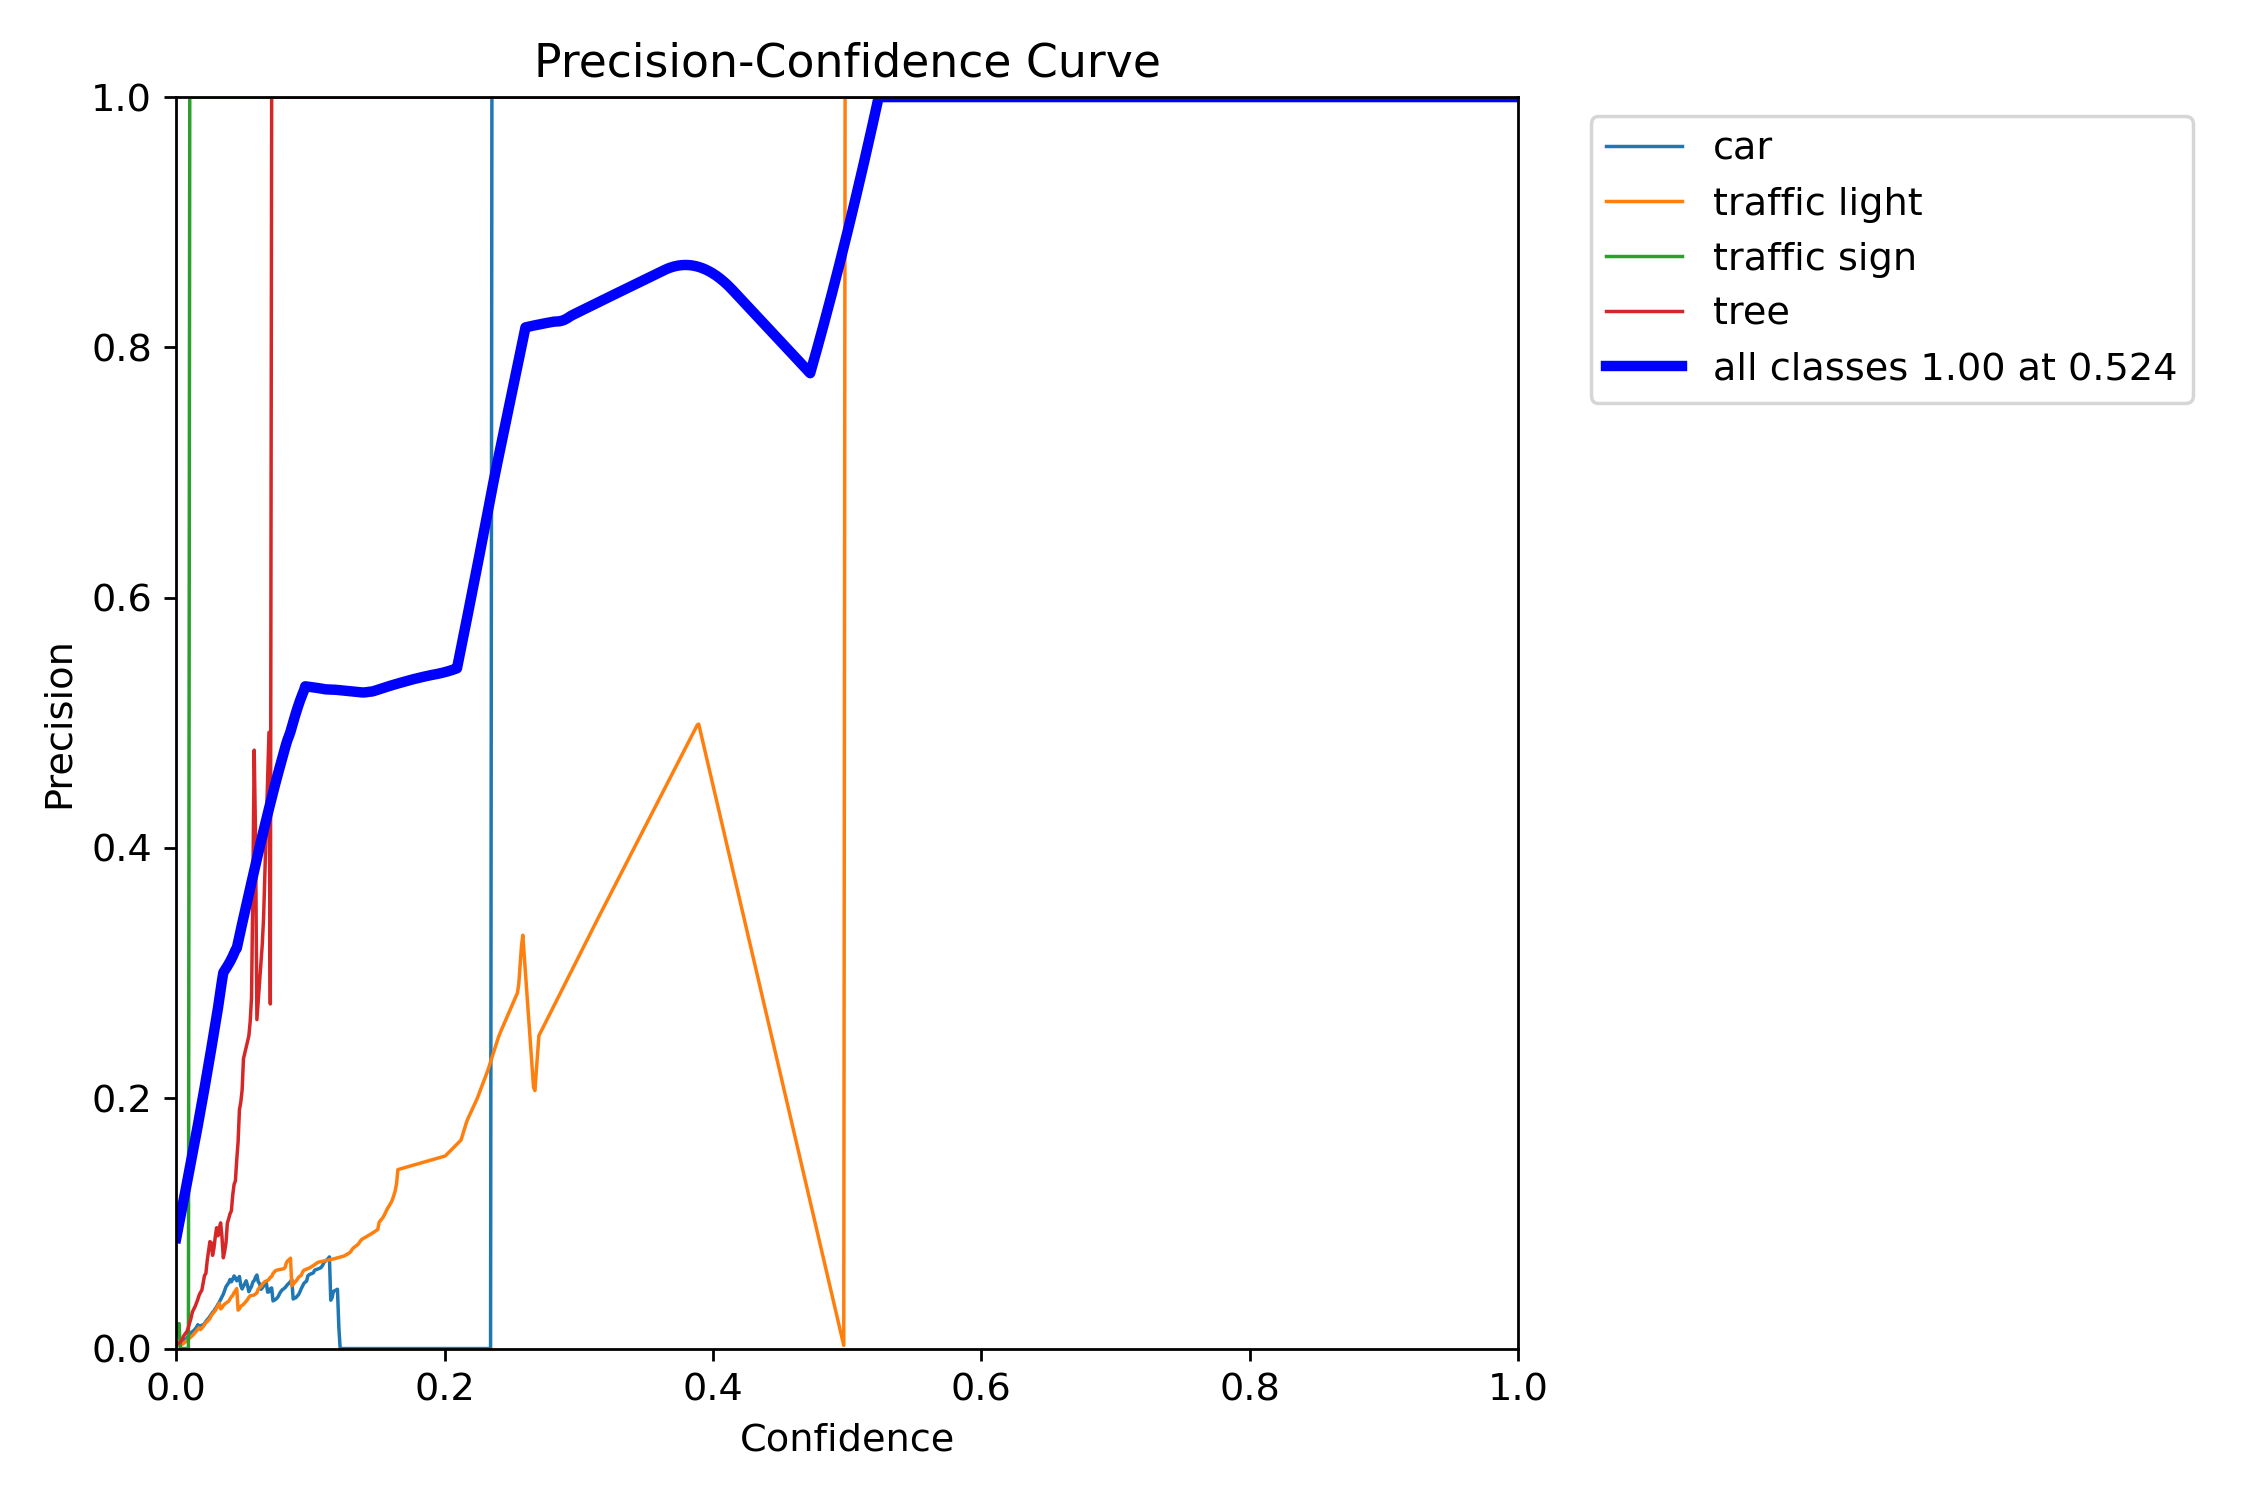 Precision-Confidence Curve
1.0
0.8
0.6
0.4
0.2
0.0
Precision
0.0 0.2 0.4 0.6 0.8 1.0
Confidence
car
traffic light
traffic sign
tree
all classes 1.00 at 0.524